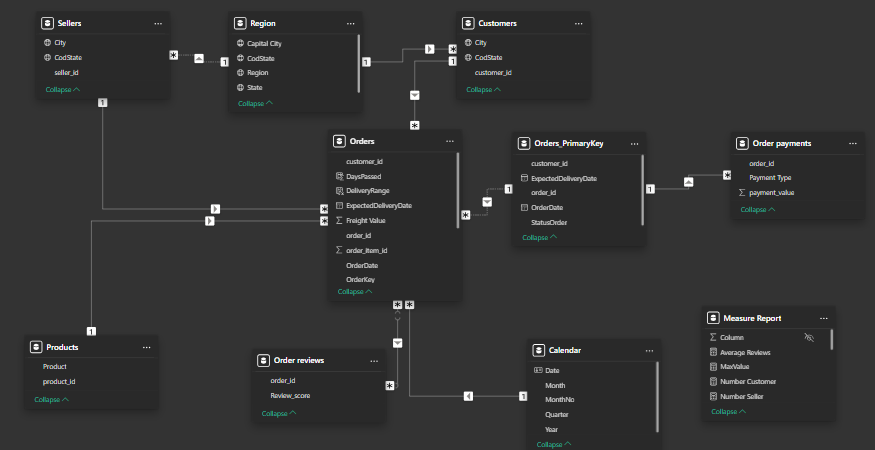 Sellers
City
CodState
seller_id
Collapse
Region
Capital City
CodState
Region
State
Collapse
Customers
City
CodState
customer_id
Collapse
Orders
customer_id
DaysPassed
DeliveryRange
ExpectedDeliveryDate
Freight Value
order_id
order_item_id
OrderDate
OrderKey
Collapse
Orders_PrimaryKey
customer_id
ExpectedDeliveryDate
order_id
OrderDate
StatusOrder
Collapse
Order payments
order_id
Payment Type
payment_value
Collapse
Products
Product
product_id
Collapse
Order reviews
order_id
Review_score
Collapse
Calendar
Date
Month
MonthNo
Quarter
Year
Collapse
Measure Report
Column
Average Reviews
MaxValue
Number Customer
Number Seller
Collapse
*
1
1
*
1
*
1
*
*
*
1
1
*
1
*
*
*
1